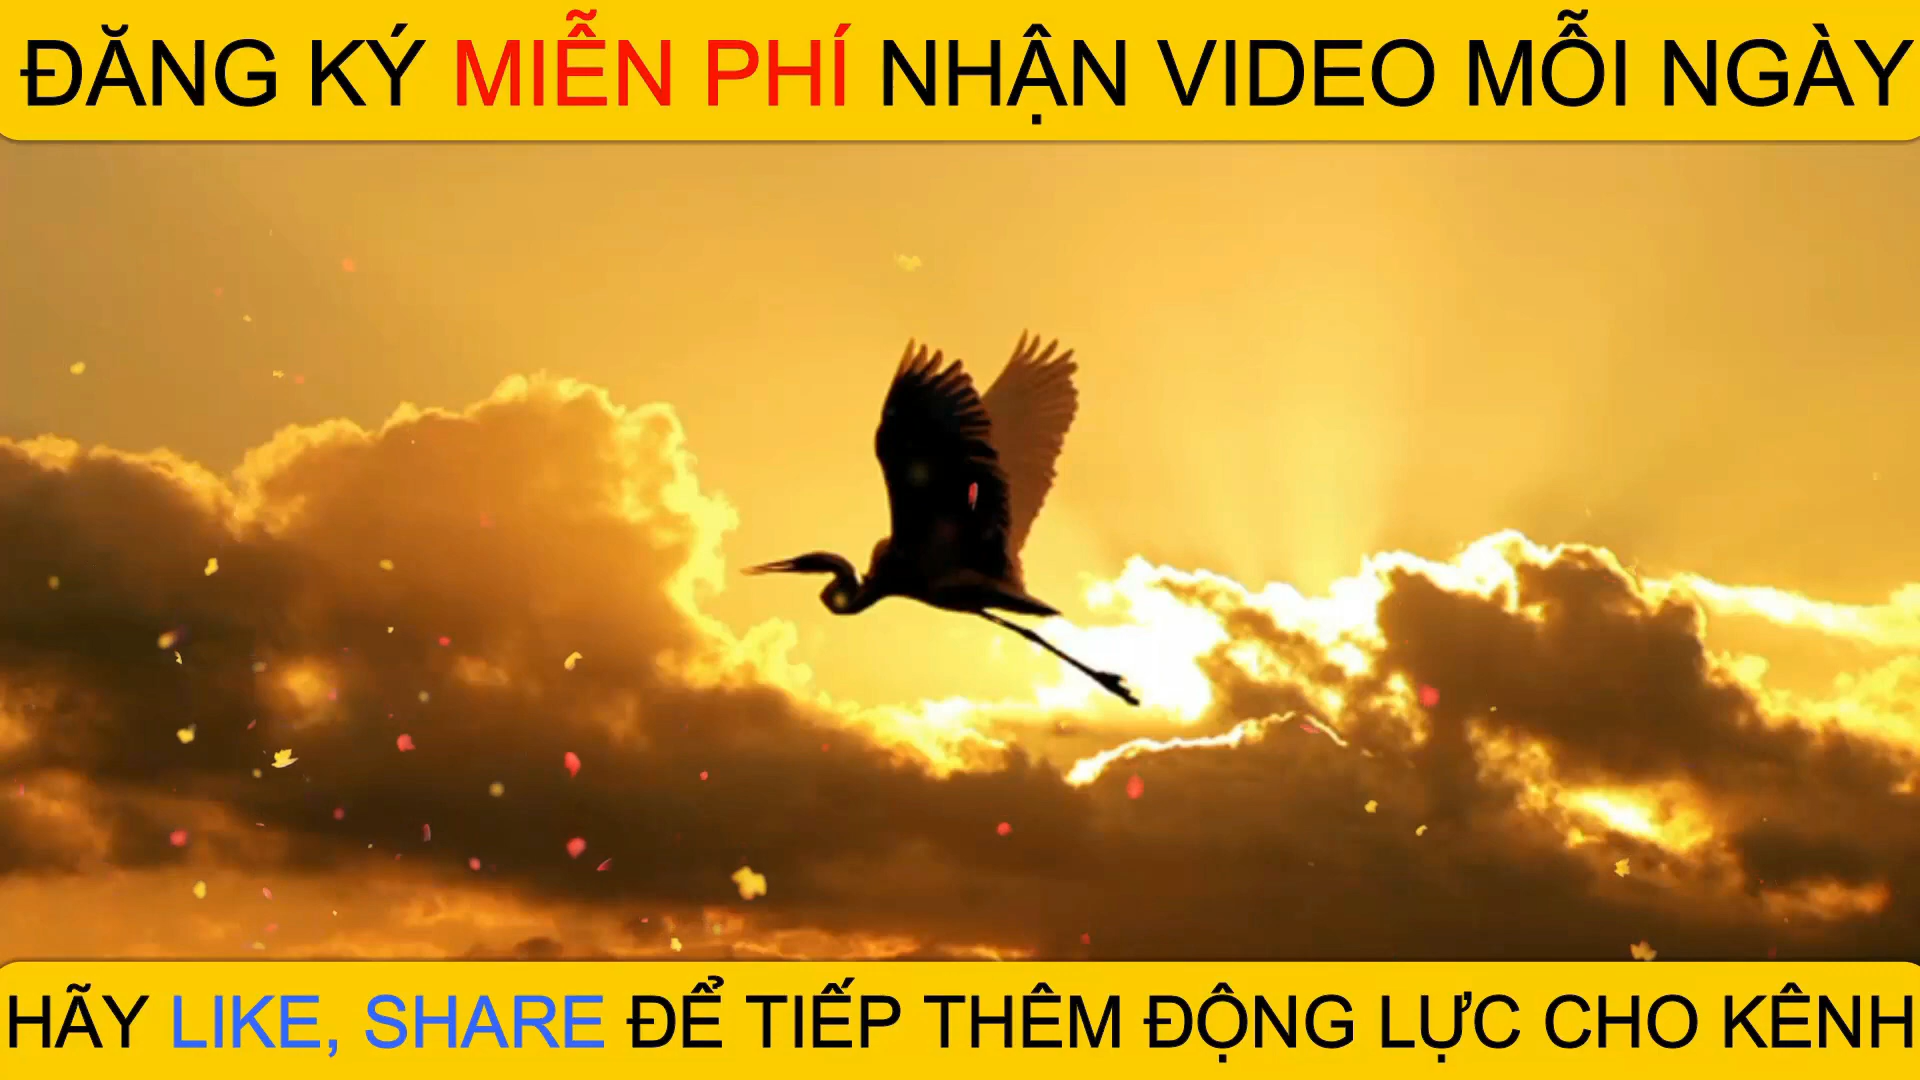 ĐĂNG KÝ MIỄN PHÍ NHẬN VIDEO MỖI NGÀY
HÃY LIKE, SHARE ĐỂ TIẾP THÊM ĐỘNG LỰC CHO KÊNH